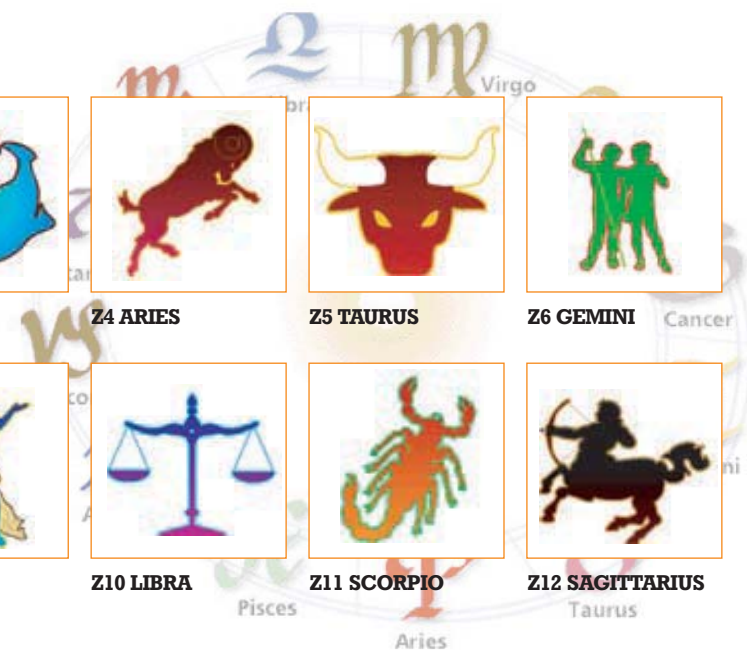 Virgo
Z4 ARIES
Z5 TAURUS
Z6 GEMINI
Cancer
Z10 LIBRA
Z11 SCORPIO
Z12 SAGITTARIUS
Pisces
Taurus
Aries